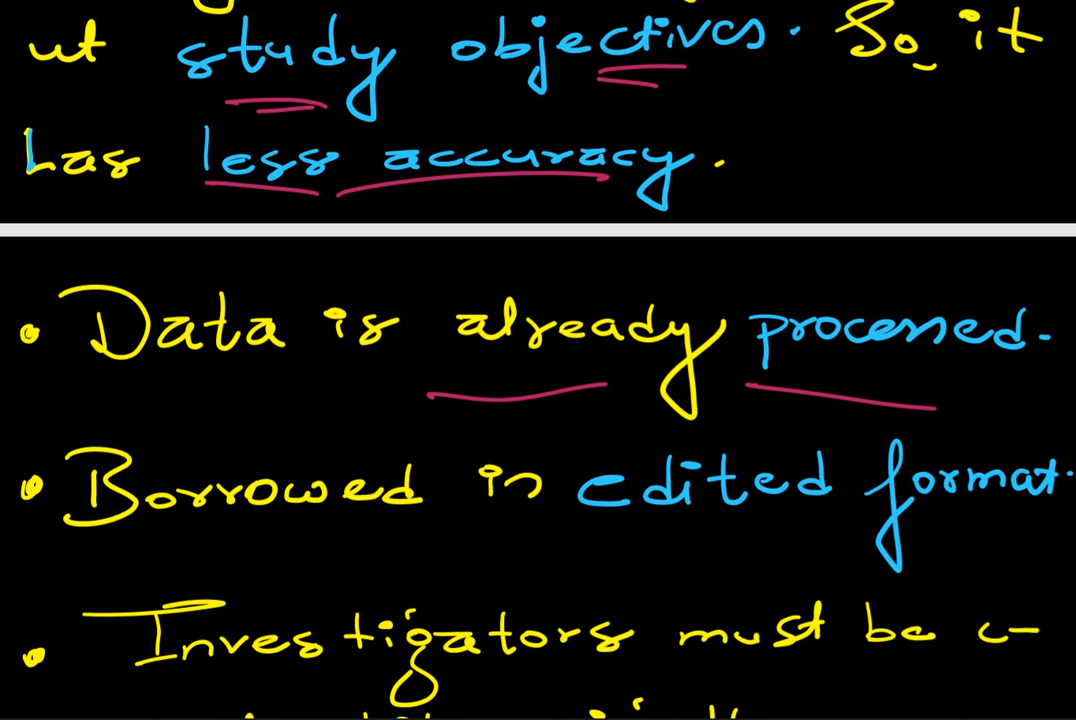 ut study objectives. So it
has less accuracy.
• Data is already processed.
• Borrowed in edited format.
• Investigators must be c-